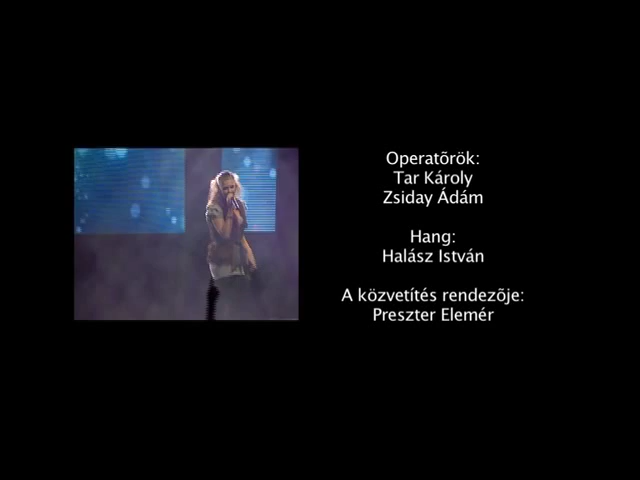 Operatõrök:
Tar Károly
Zsiday Ádám
Hang:
Halász István
A közvetítés rendezõje:
Preszter Elemér